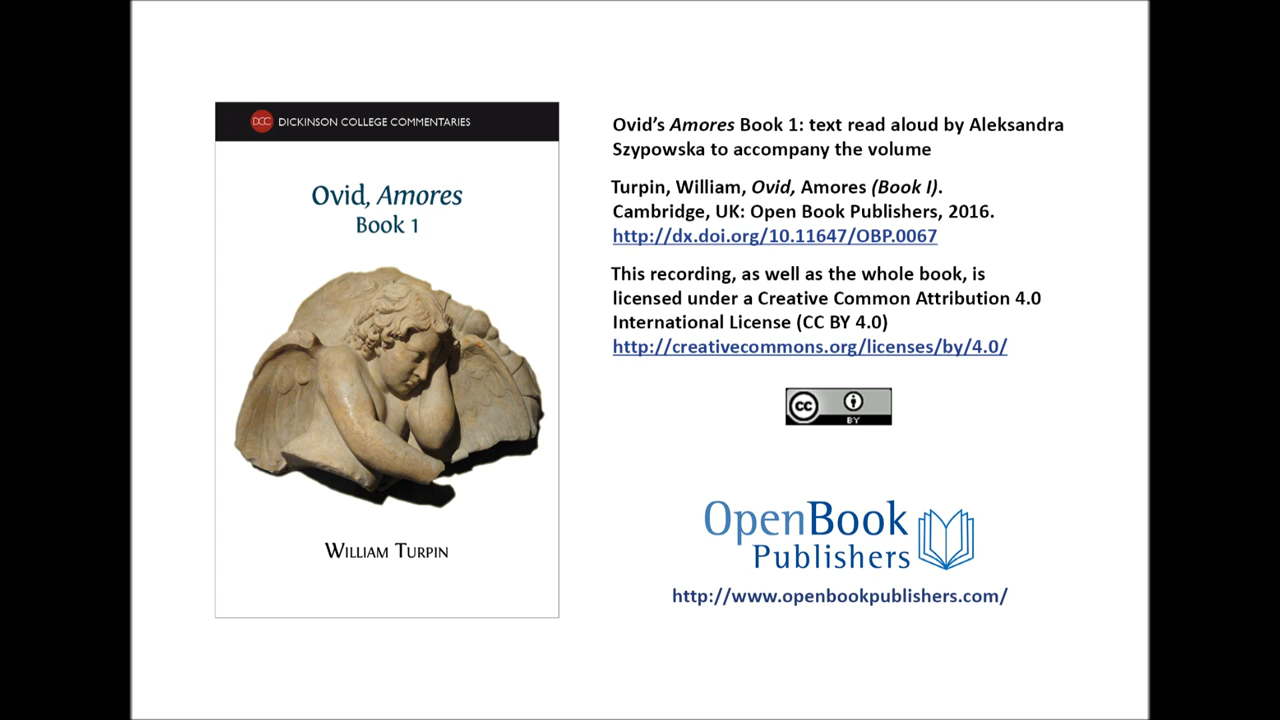 DCC DICKINSON COLLEGE COMMENTARIES
Ovid, Amores
Book 1
WILLIAM TURPIN
Ovid’s Amores Book 1: text read aloud by Aleksandra
Szypowska to accompany the volume
Turpin, William, Ovid, Amores (Book I).
Cambridge, UK: Open Book Publishers, 2016.
http://dx.doi.org/10.11647/OBP.0067
This recording, as well as the whole book, is
licensed under a Creative Common Attribution 4.0
International License (CC BY 4.0)
http://creativecommons.org/licenses/by/4.0/
cc
BY
OpenBook
Publishers
http://www.openbookpublishers.com/